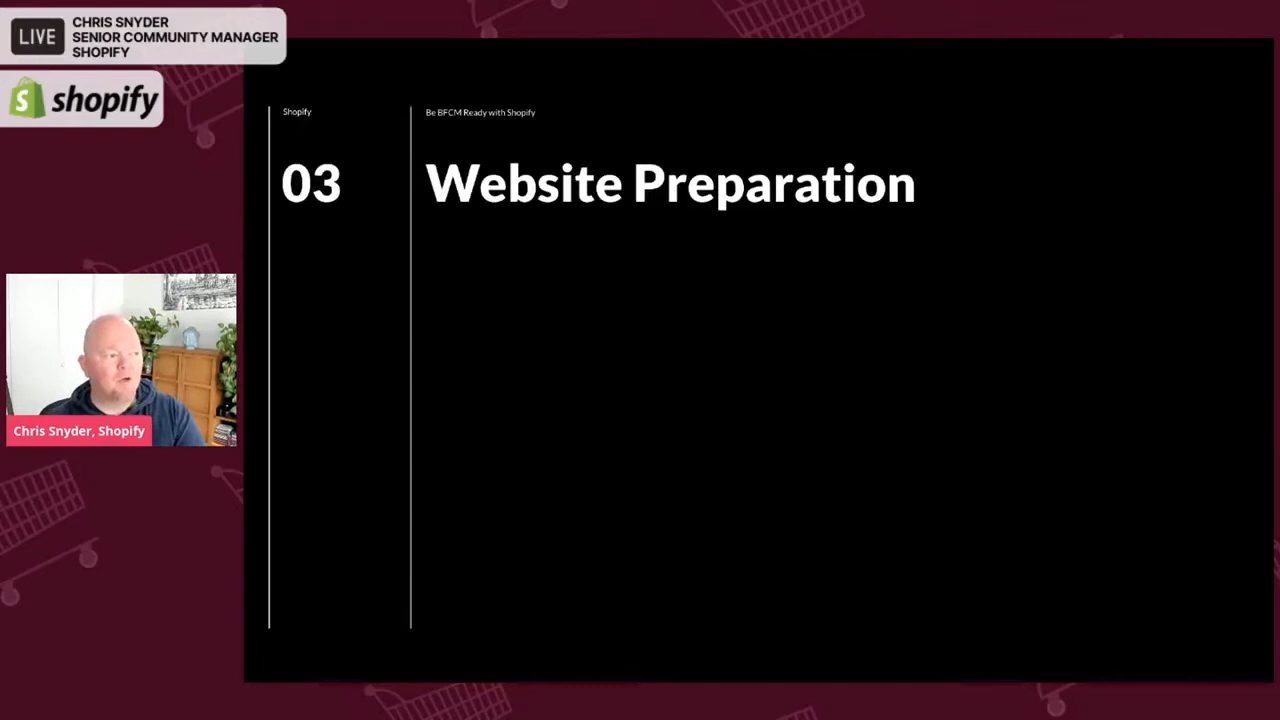 LIVE
CHRIS SNYDER
SENIOR COMMUNITY MANAGER
SHOPIFY
shopify
Shopify
Be BFCM Ready with Shopify
03
Website Preparation
Chris Snyder, Shopify